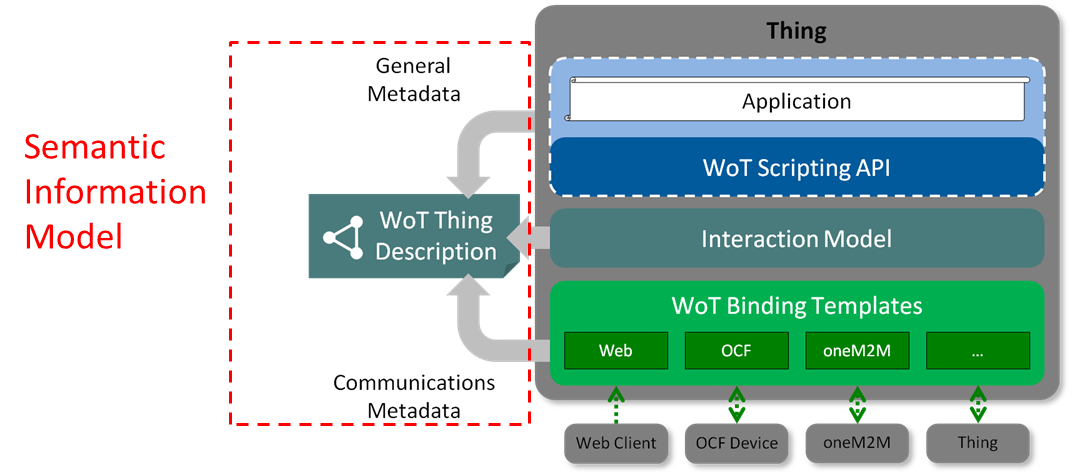 Thing
General
Metadata
Application
Semantic
Information
Model
WoT Scripting API
WoT Thing
Description
Interaction Model
WoT Binding Templates
Web
OCF
oneM2M
...
Communications
Metadata
Web Client
OCF Device
oneM2M
Thing